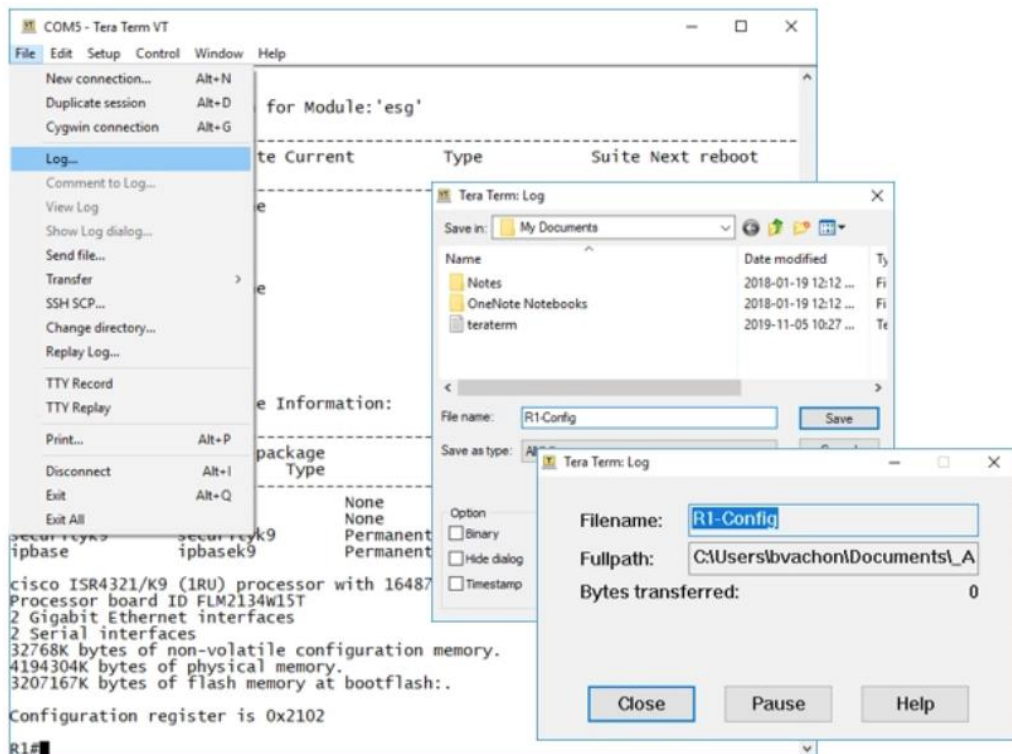 COM5 - Tera Term VT
File Edit Setup Control Window Help
New connection... Alt+N
Duplicate session Alt+D
Cygwin connection Alt+G
Log...
Comment to Log...
View Log
Show Log dialog...
Send file...
Transfer >
SSH SCP...
Change directory...
Replay Log...
TTY Record
TTY Replay
Print... Alt+P
Disconnect Alt+I
Exit Alt+Q
Exit All
for Module:'esg'
te Current Type Suite Next reboot
e
e
e Information:
package
Type
None
None
securityk9 securityk9 Permanent
ipbase ipbasek9 Permanent
cisco ISR4321/K9 (1RU) processor with 16487
Processor board ID FLM2134W15T
2 Gigabit Ethernet interfaces
2 Serial interfaces
32768K bytes of non-volatile configuration memory.
4194304K bytes of physical memory.
3207167K bytes of flash memory at bootflash:.
Configuration register is 0x2102
R1#
Tera Term: Log
Save in: My Documents
Name Date modified Ty
Notes 2018-01-19 12:12 ... Fi
OneNote Notebooks 2018-01-19 12:12 ... Fi
teraterm 2019-11-05 10:27 ... Te
File name: R1-Config Save
Save as type:
Option
Binary
Hide dialog
Timestamp
Tera Term: Log
Filename: R1-Config
Fullpath: C:\Users\bvachon\Documents\_A
Bytes transferred: 0
Close Pause Help